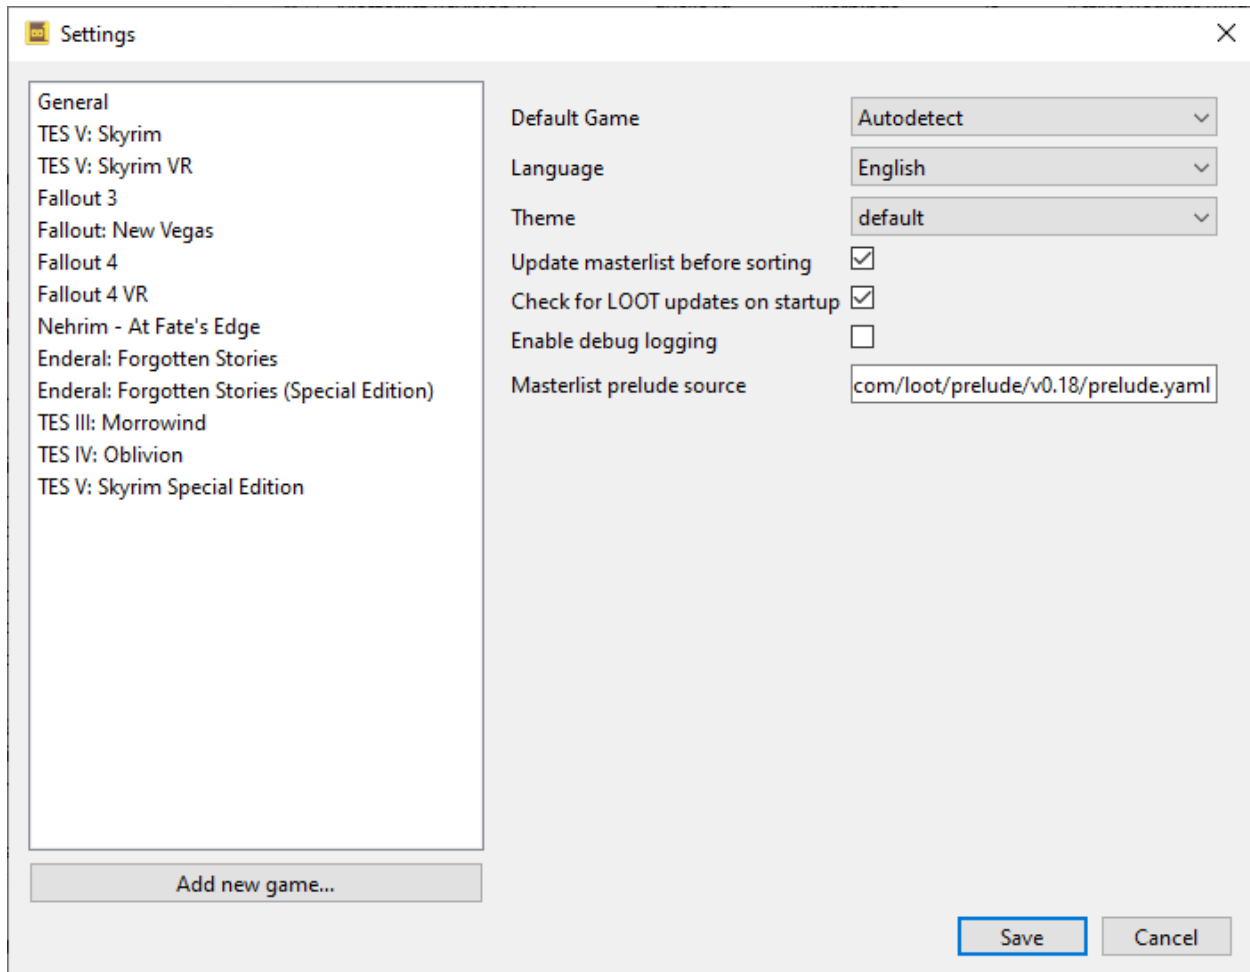 Settings
General
TES V: Skyrim
TES V: Skyrim VR
Fallout 3
Fallout: New Vegas
Fallout 4
Fallout 4 VR
Nehrim - At Fate's Edge
Enderal: Forgotten Stories
Enderal: Forgotten Stories (Special Edition)
TES III: Morrowind
TES IV: Oblivion
TES V: Skyrim Special Edition
Add new game...
Default Game Autodetect
Language English
Theme default
Update masterlist before sorting
Check for LOOT updates on startup
Enable debug logging
Masterlist prelude source com/loot/prelude/v0.18/prelude.yaml
Save Cancel